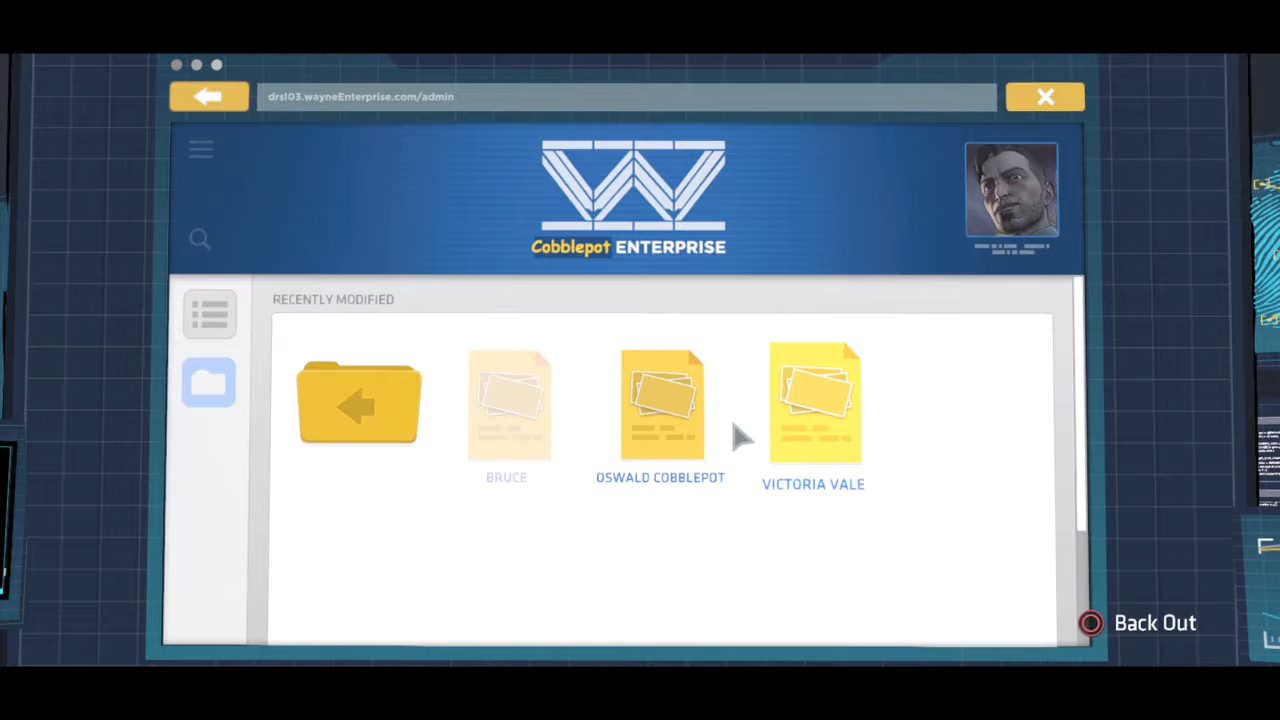 drsl03.wayneEnterprise.com/admin
Cobblepot ENTERPRISE
RECENTLY MODIFIED
BRUCE
OSWALD COBBLEPOT
VICTORIA VALE
Back Out